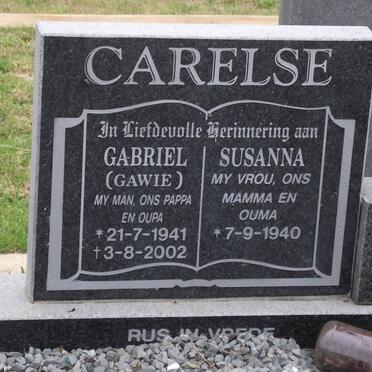 CARELSE
In Liefdevolle Herinnering aan
GABRIEL
(GAWIE)
MY MAN, ONS PAPPA
EN OUPA
*21-7-1941
†3-8-2002
SUSANNA
MY VROU, ONS
MAMMA EN
OUMA
*7-9-1940
RUS IN VREDE